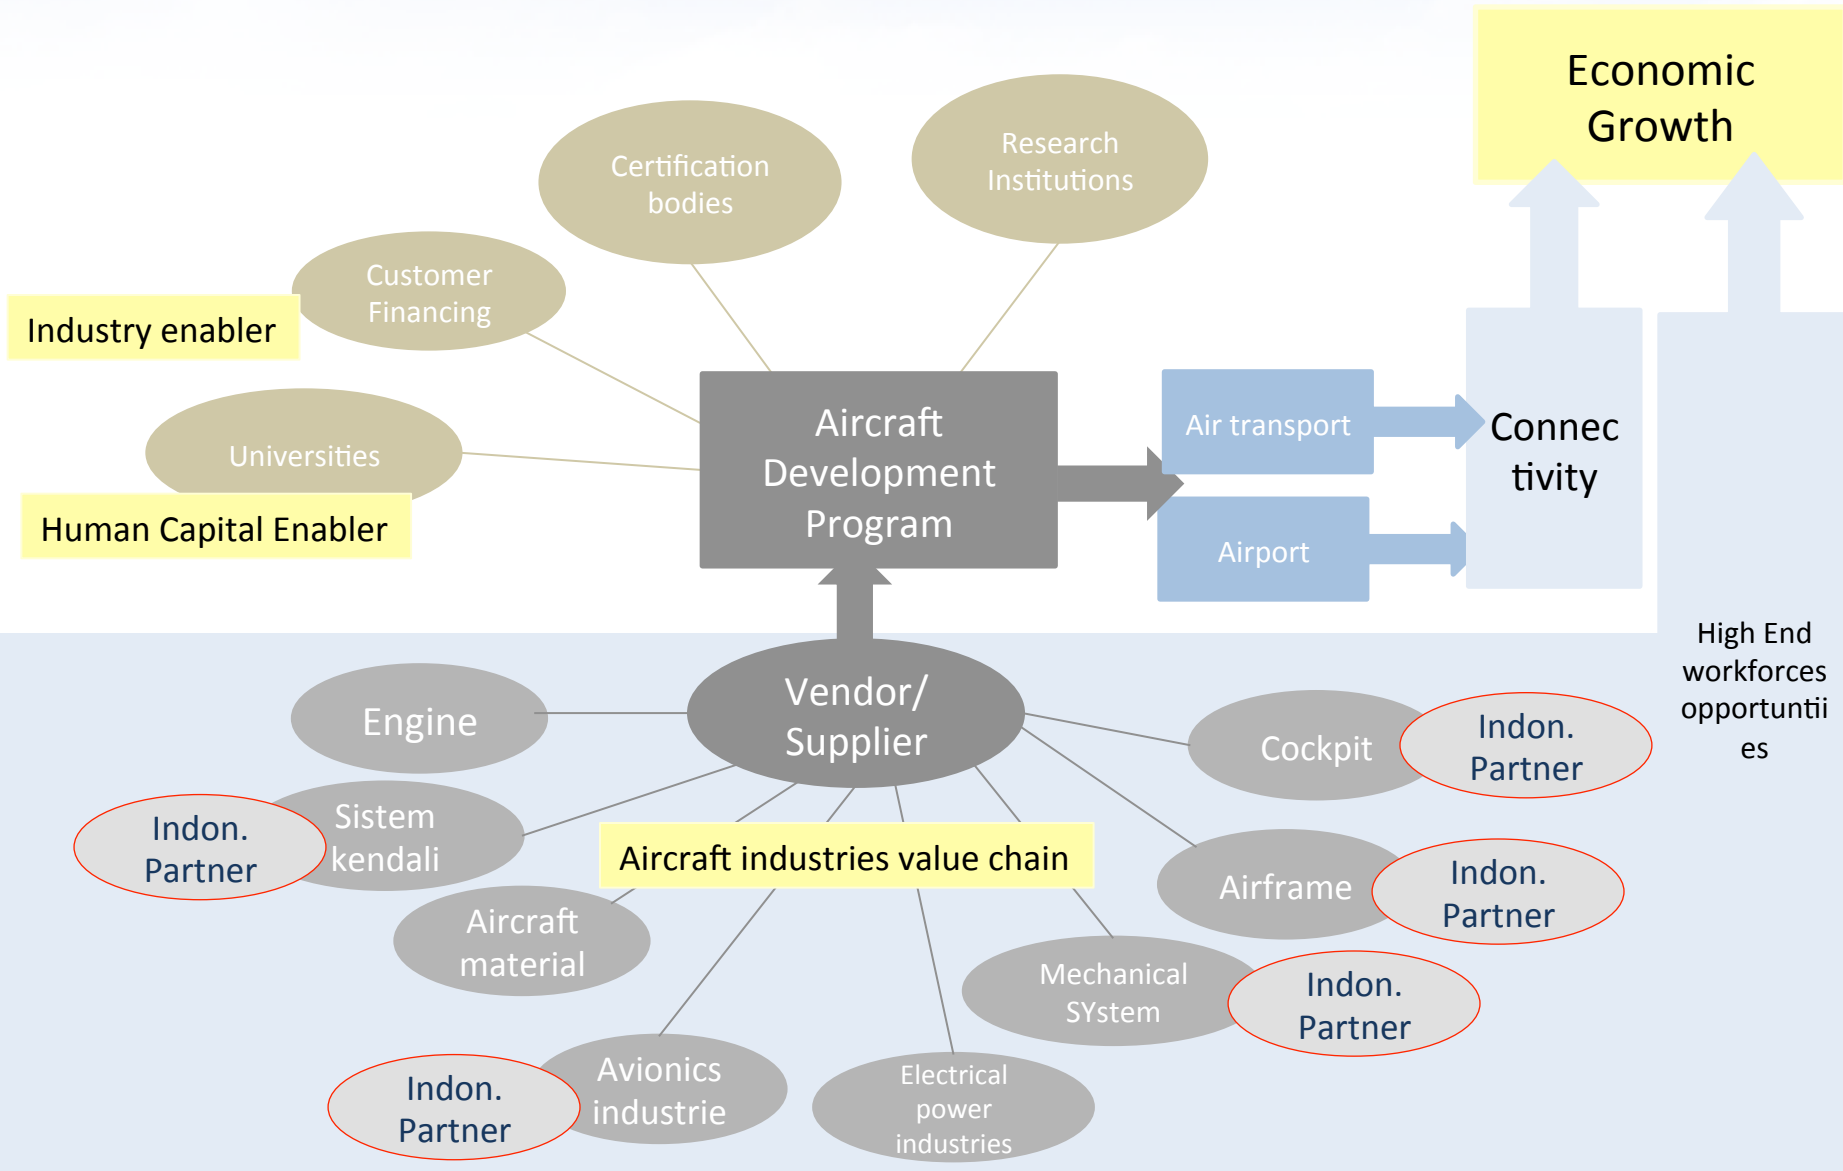 Economic
Growth
Research
Institutions
Certification
bodies
Customer
Financing
Industry enabler
Universities
Human Capital Enabler
Aircraft
Development
Program
Air transport
Airport
Connec
tivity
High End
workforces
opportuntii
es
Vendor/
Supplier
Engine
Sistem
kendali
Indon.
Partner
Aircraft industries value chain
Aircraft
material
Avionics
industrie
Indon.
Partner
Electrical
power
industries
Mechanical
SYstem
Indon.
Partner
Airframe
Indon.
Partner
Cockpit
Indon.
Partner